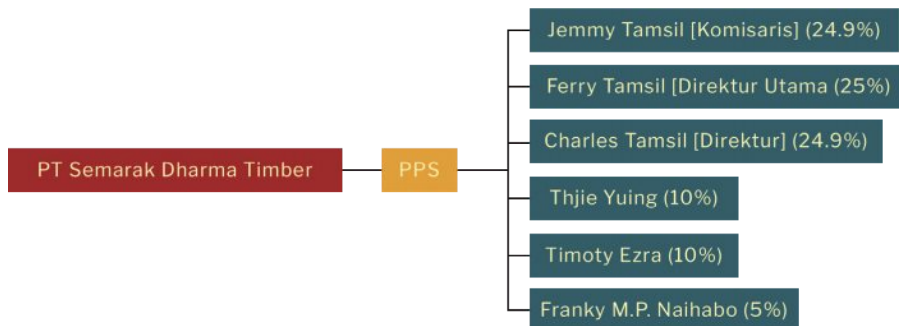 Jemmy Tamsil [Komisaris] (24.9%)
Ferry Tamsil [Direktur Utama (25%)
Charles Tamsil [Direktur] (24.9%)
PT Semarak Dharma Timber
PPS
Thjie Yuing (10%)
Timoty Ezra (10%)
Franky M.P. Naihabo (5%)